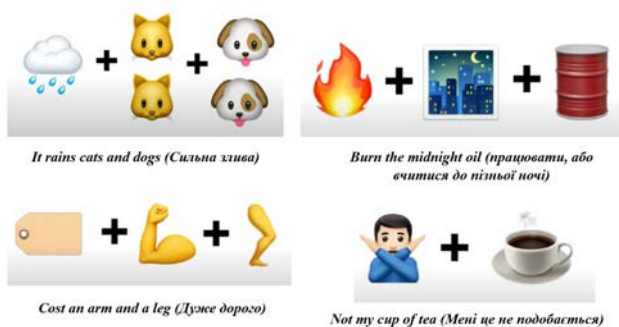 It rains cats and dogs (Сильна злива)
Burn the midnight oil (працювати, або
вчитися до пізньої ночі)
Cost an arm and a leg (Дуже дорого)
Not my cup of tea (Мені це не подобається)